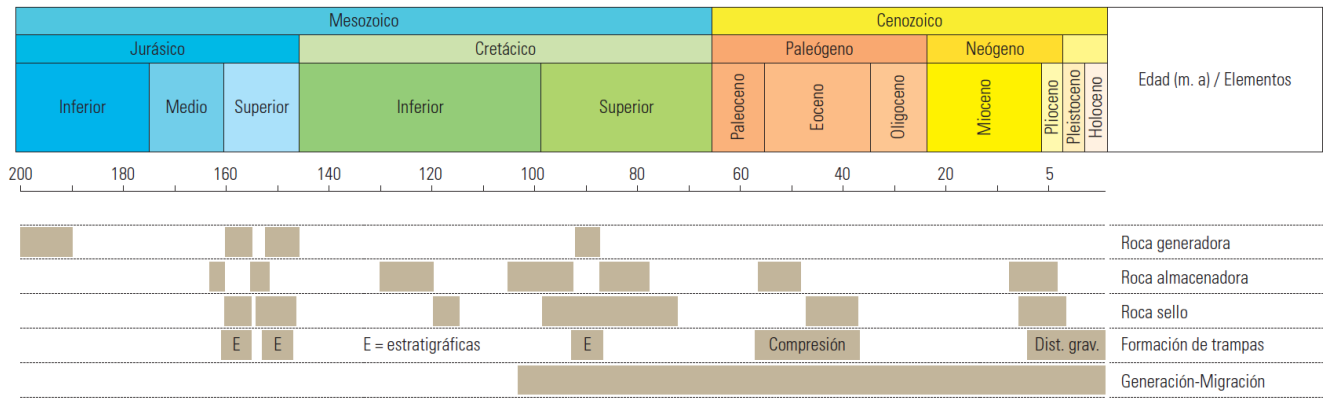 Mesozoico Cenozoico
Jurásico Cretácico Paleógeno Neógeno
Edad (m. a) / Elementos
Inferior Medio Superior Inferior Superior Paleoceno Eoceno Oligoceno Mioceno Plioceno Pleistoceno Holoceno
200 180 160 140 120 100 80 60 40 20 5
Roca generadora
Roca almacenadora
Roca sello
E E E = estratigráficas E Compresión Dist. grav. Formación de trampas
Generación-Migración